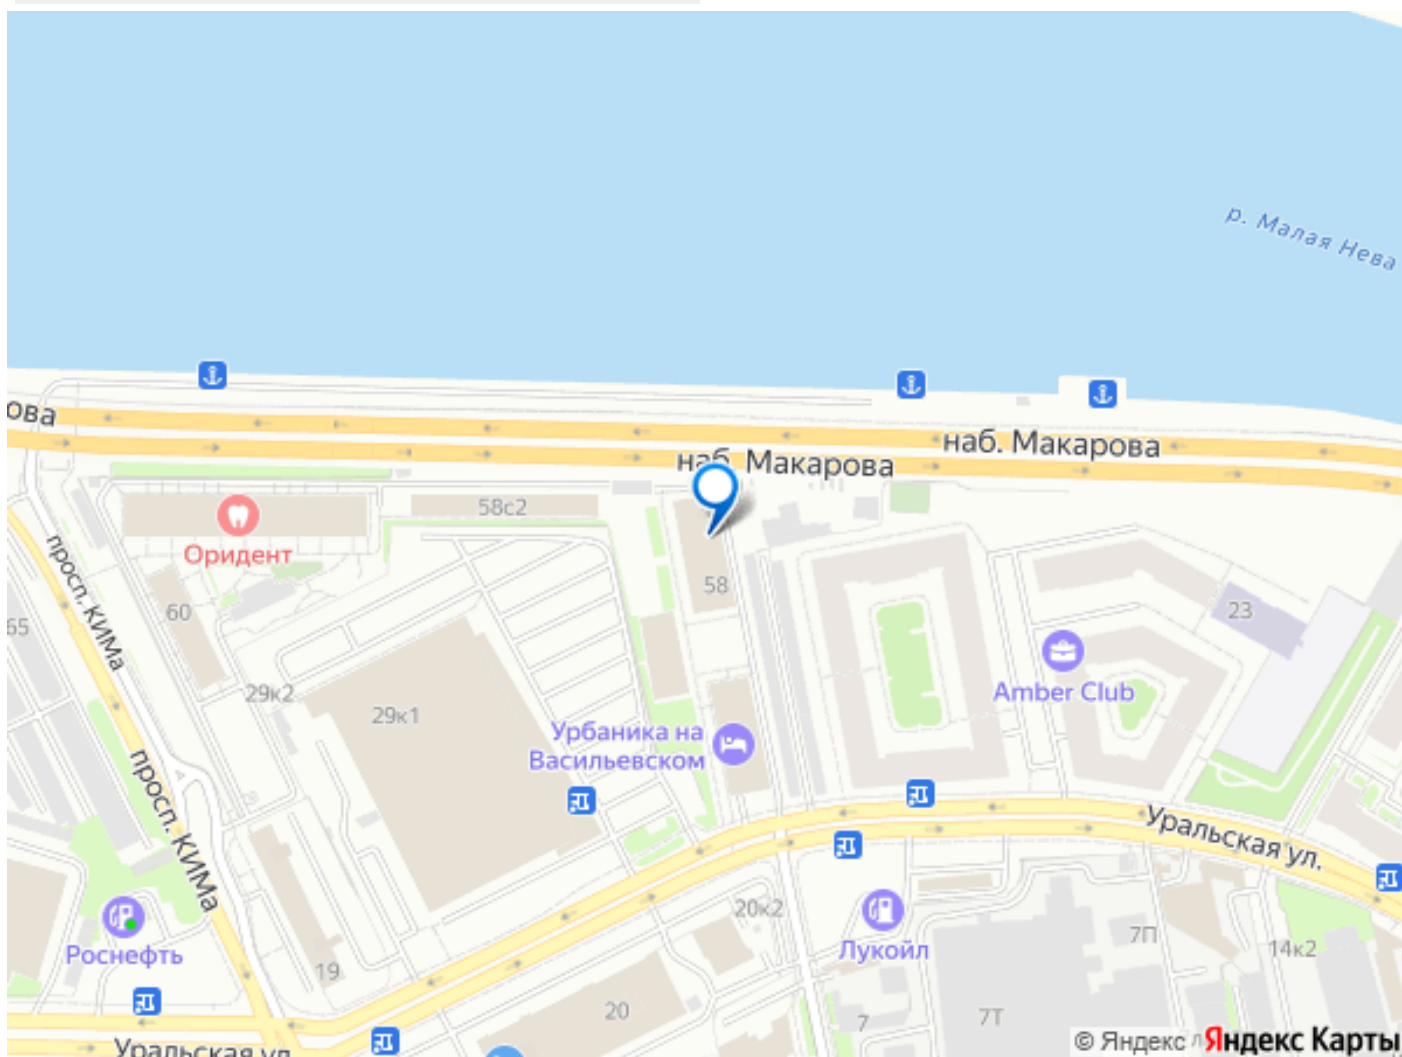 р. Малая Нева
ова
наб. Макарова
наб. Макарова
58с2
Оридент
просп. КИМа
58
60
65
23
29к2
29к1
Amber Club
Урбаника на
Васильевском
просп. КИМа
Уральская ул.
20к2
Роснефть
Лукойл
7П
14к2
19
20
7
7Т
Уральская ул
© Яндекс
Яндекс Карты